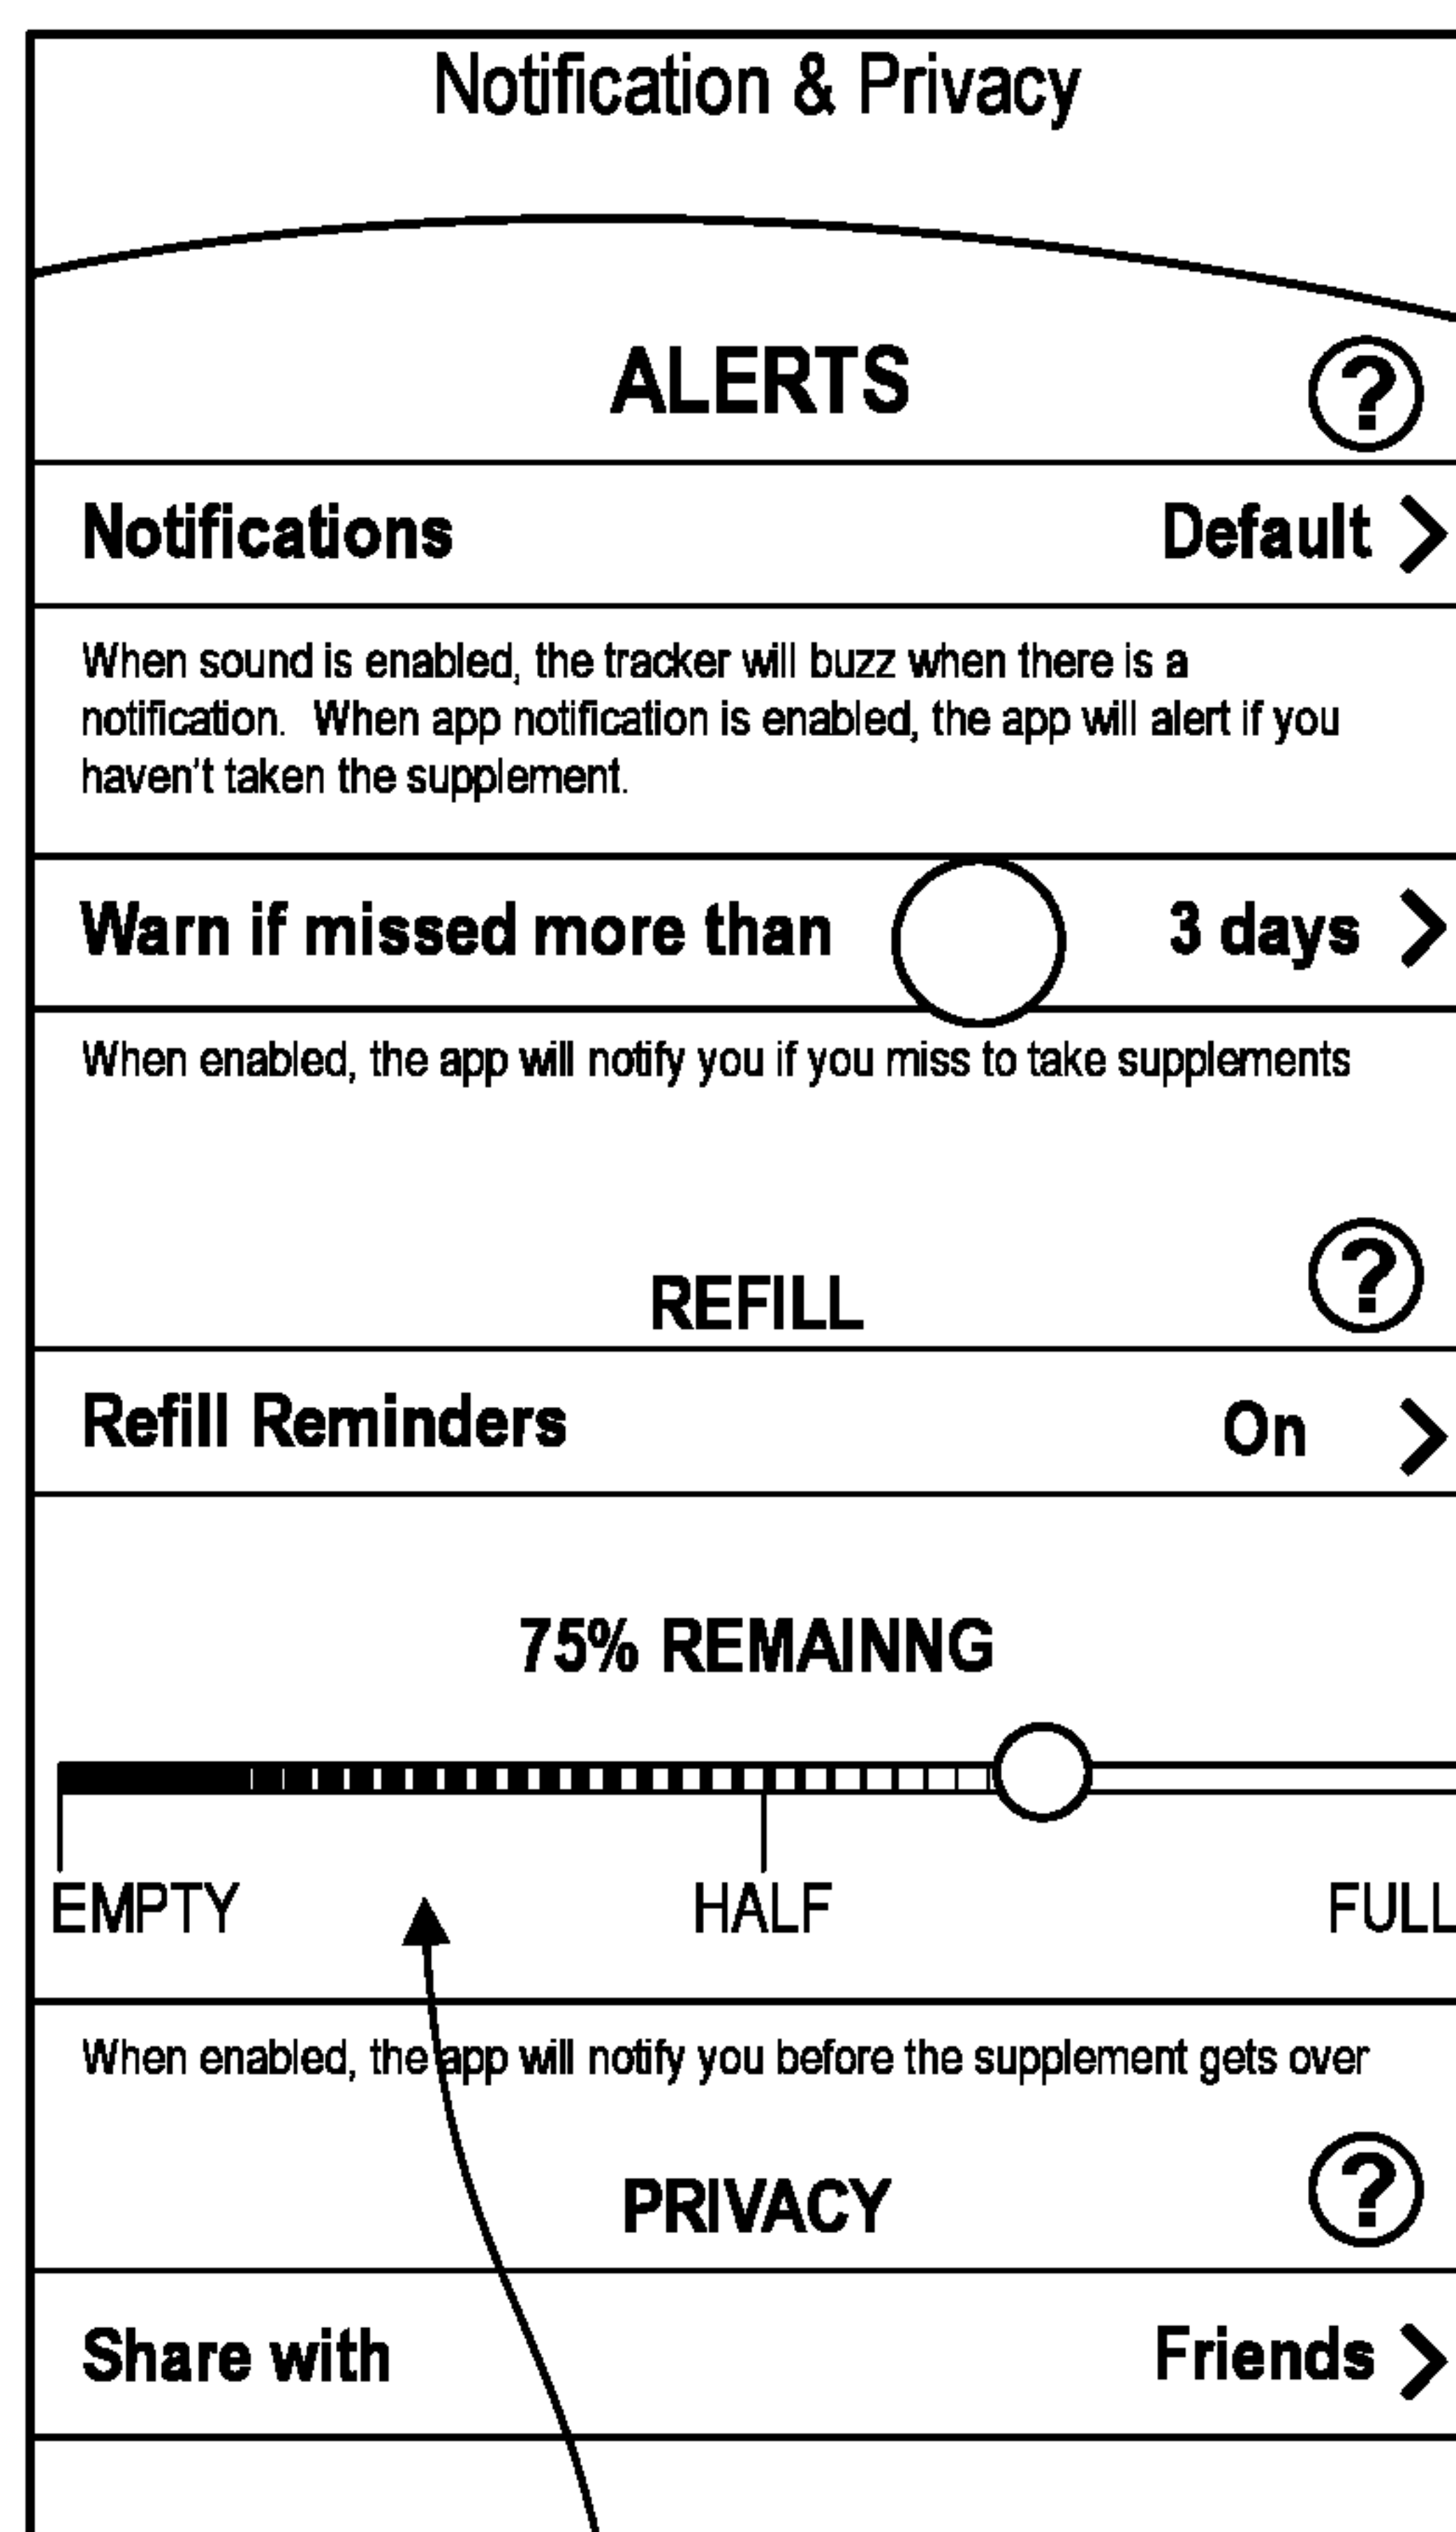 Notification & Privacy
ALERTS ?
Notifications Default >
When sound is enabled, the tracker will buzz when there is a
notification. When app notification is enabled, the app will alert if you
haven't taken the supplement.
Warn if missed more than 3 days >
When enabled, the app will notify you if you miss to take supplements
REFILL ?
Refill Reminders On >
75% REMAINNG
EMPTY HALF FULL
When enabled, the app will notify you before the supplement gets over
PRIVACY ?
Share with Friends >